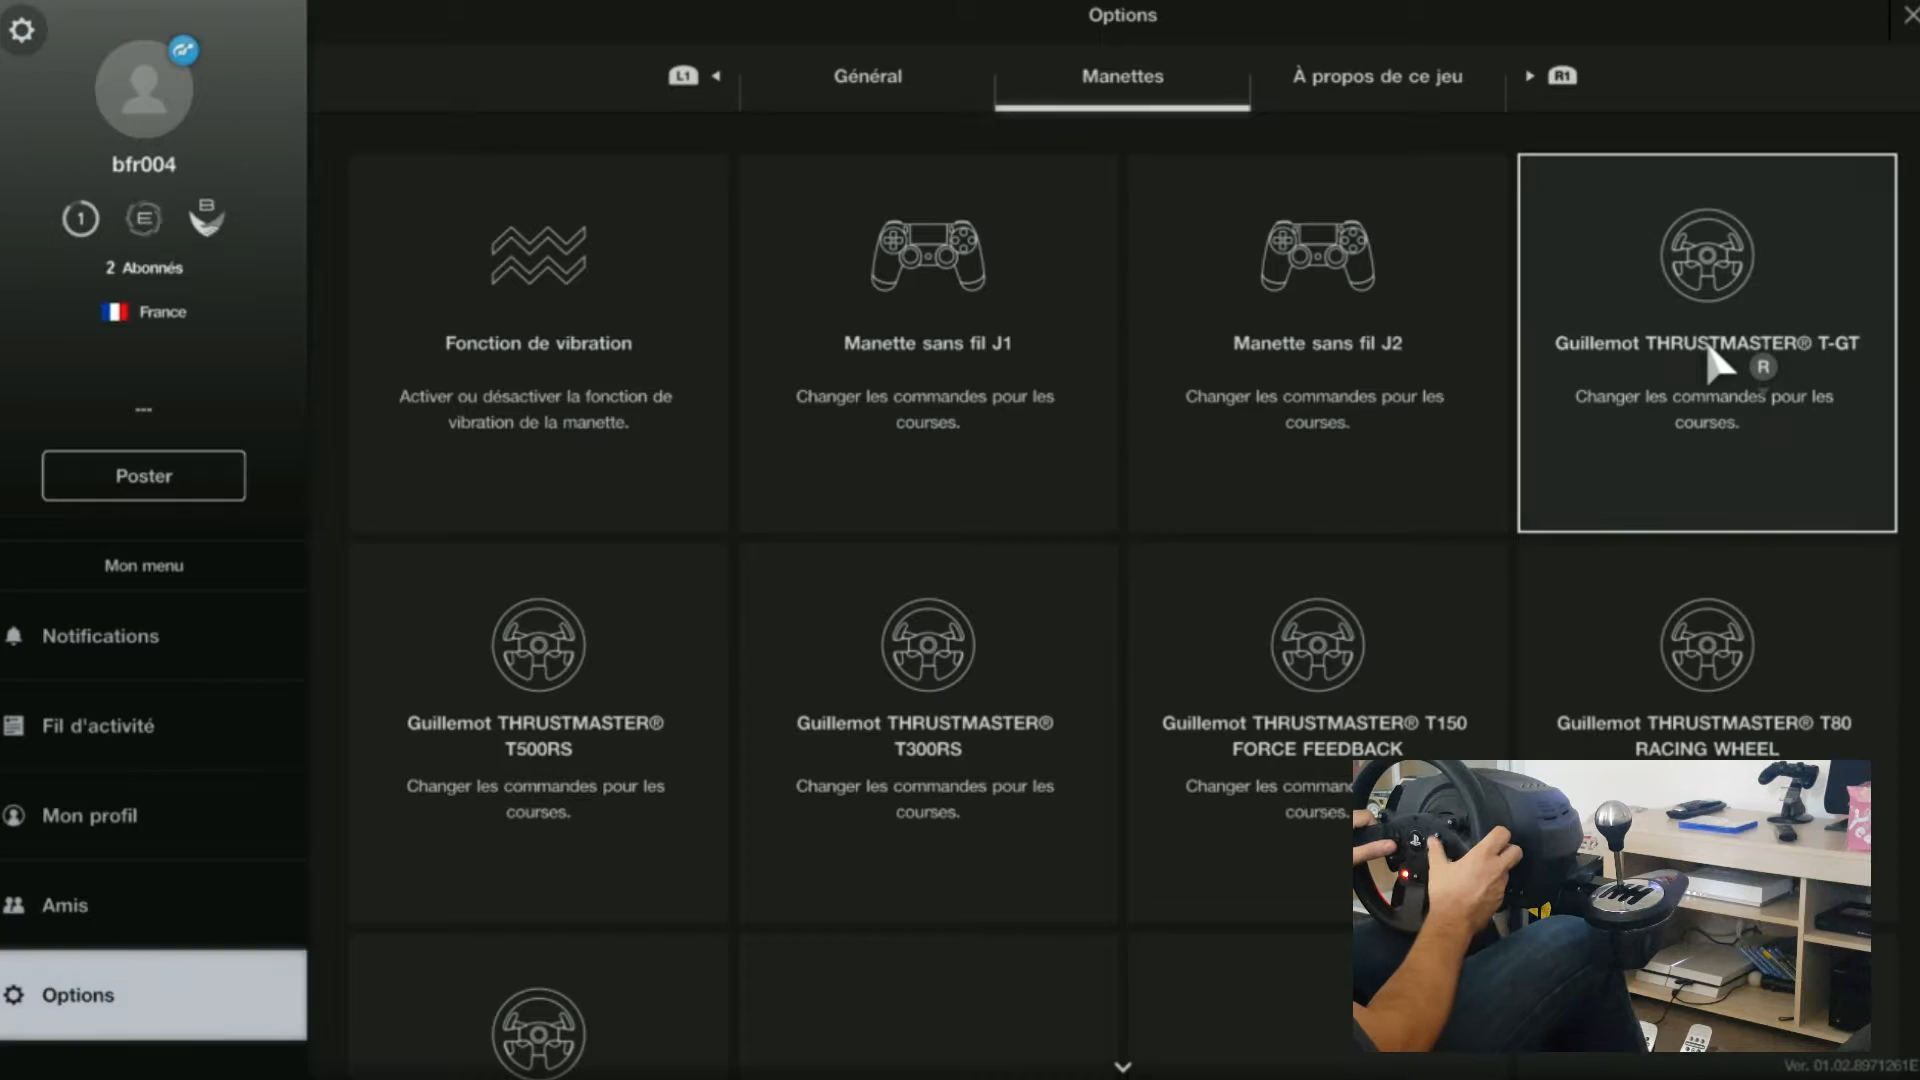 Options
L1
Général
Manettes
À propos de ce jeu
R1
bfr004
1
E
B
2 Abonnés
France
---
Poster
Mon menu
Notifications
Fil d'activité
Mon profil
Amis
Options
Fonction de vibration
Activer ou désactiver la fonction de
vibration de la manette.
Manette sans fil J1
Changer les commandes pour les
courses.
Manette sans fil J2
Changer les commandes pour les
courses.
Guillemot THRUSTMASTER® T-GT
R
Changer les commandes pour les
courses.
Guillemot THRUSTMASTER®
T500RS
Changer les commandes pour les
courses.
Guillemot THRUSTMASTER®
T300RS
Changer les commandes pour les
courses.
Guillemot THRUSTMASTER® T150
FORCE FEEDBACK
Changer les
courses.
Guillemot THRUSTMASTER® T80
RACING WHEEL
Ver. 01.02.8971261E